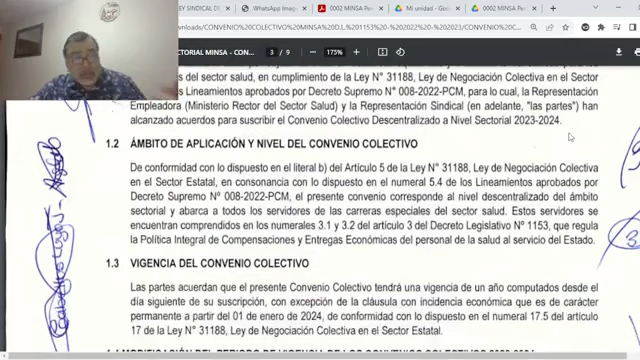 LEY SINDICAL D
WhatsApp Image
0002 MINSA Per
Mi unidad - Go
0002 MINSA Per
ownloads/CONVENIO%20COLECTIVO%20MINSA%20D.L.%201153%20-%202022%202023/CONVENIO%
TORIAL MINSA - CON... 3 / 9 175%
s del sector salud, en cumplimiento de la Ley N° 31188, Ley de Negociación Colectiva en el Sector
s Lineamientos aprobados por Decreto Supremo N° 008-2022-PCM, para lo cual, la Representación
Empleadora (Ministerio Rector del Sector Salud) y la Representación Sindical (en adelante, "las partes") han
alcanzado acuerdos para suscribir el Convenio Colectivo Descentralizado a Nivel Sectorial 2023-2024.
1.2 ÁMBITO DE APLICACIÓN Y NIVEL DEL CONVENIO COLECTIVO
De conformidad con lo dispuesto en el literal b) del Artículo 5 de la Ley N° 31188, Ley de Negociación Colectiva
en el Sector Estatal, en consonancia con lo dispuesto en el numeral 5.4 de los Lineamientos aprobados por
Decreto Supremo N° 008-2022-PCM, el presente convenio corresponde al nivel descentralizado del ámbito
sectorial y abarca a todos los servidores de las carreras especiales del sector salud. Estos servidores se
encuentran comprendidos en los numerales 3.1 y 3.2 del artículo 3 del Decreto Legislativo N° 1153, que regula
la Política Integral de Compensaciones y Entregas Económicas del personal de la salud al servicio del Estado.
1.3 VIGENCIA DEL CONVENIO COLECTIVO
Las partes acuerdan que el presente Convenio Colectivo tendrá una vigencia de un año computados desde el
día siguiente de su suscripción, con excepción de la cláusula con incidencia económica que es de carácter
permanente a partir del 01 de enero de 2024, de conformidad con lo dispuesto en el numeral 17.5 del artículo
17 de la Ley N° 31188, Ley de Negociación Colectiva en el Sector Estatal.